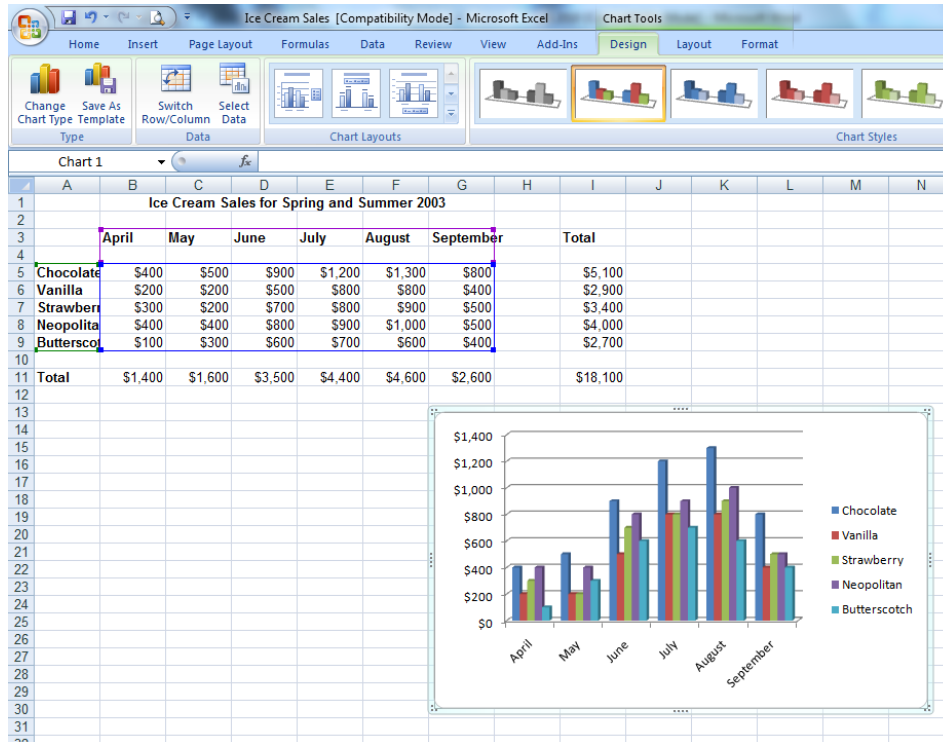 Ice Cream Sales [Compatibility Mode] - Microsoft Excel Chart Tools
Home Insert Page Layout Formulas Data Review View Add-Ins Design Layout Format
Change Chart Type Save As Template Switch Row/Column Select Data
Type Data Chart Layouts Chart Styles
Chart 1 fx
A B C D E F G H I J K L M N
1 Ice Cream Sales for Spring and Summer 2003
2
3 April May June July August September Total
4
5 Chocolate $400 $500 $900 $1,200 $1,300 $800 $5,100
6 Vanilla $200 $200 $500 $800 $800 $400 $2,900
7 Strawberr $300 $200 $700 $800 $900 $500 $3,400
8 Neopolita $400 $400 $800 $900 $1,000 $500 $4,000
9 Buttersco $100 $300 $600 $700 $600 $400 $2,700
10
11 Total $1,400 $1,600 $3,500 $4,400 $4,600 $2,600 $18,100
12
13
14
15
16
17
18
19
20
21
22
23
24
25
26
27
28
29
30
31
$1,400
$1,200
$1,000
$800
$600
$400
$200
$0
April May June July August September
Chocolate
Vanilla
Strawberry
Neopolitan
Butterscotch